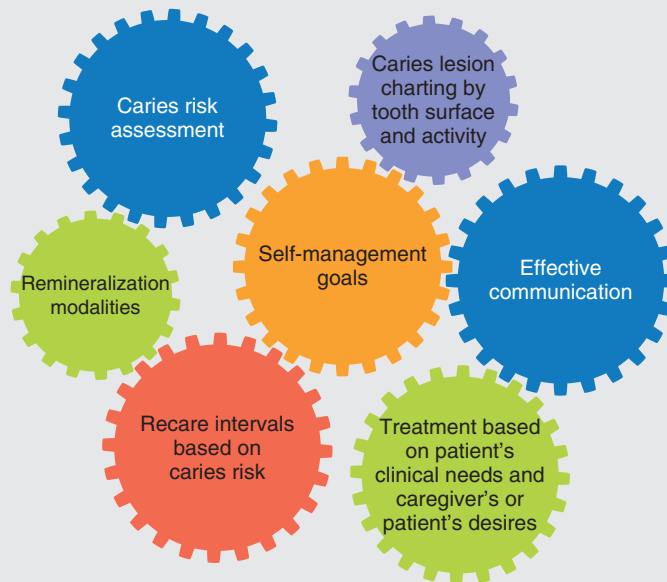 Caries risk
assessment
Caries lesion
charting by
tooth surface
and activity
Self-management
goals
Effective
communication
Remineralization
modalities
Recare intervals
based on
caries risk
Treatment based
on patient's
clinical needs and
caregiver's or
patient's desires